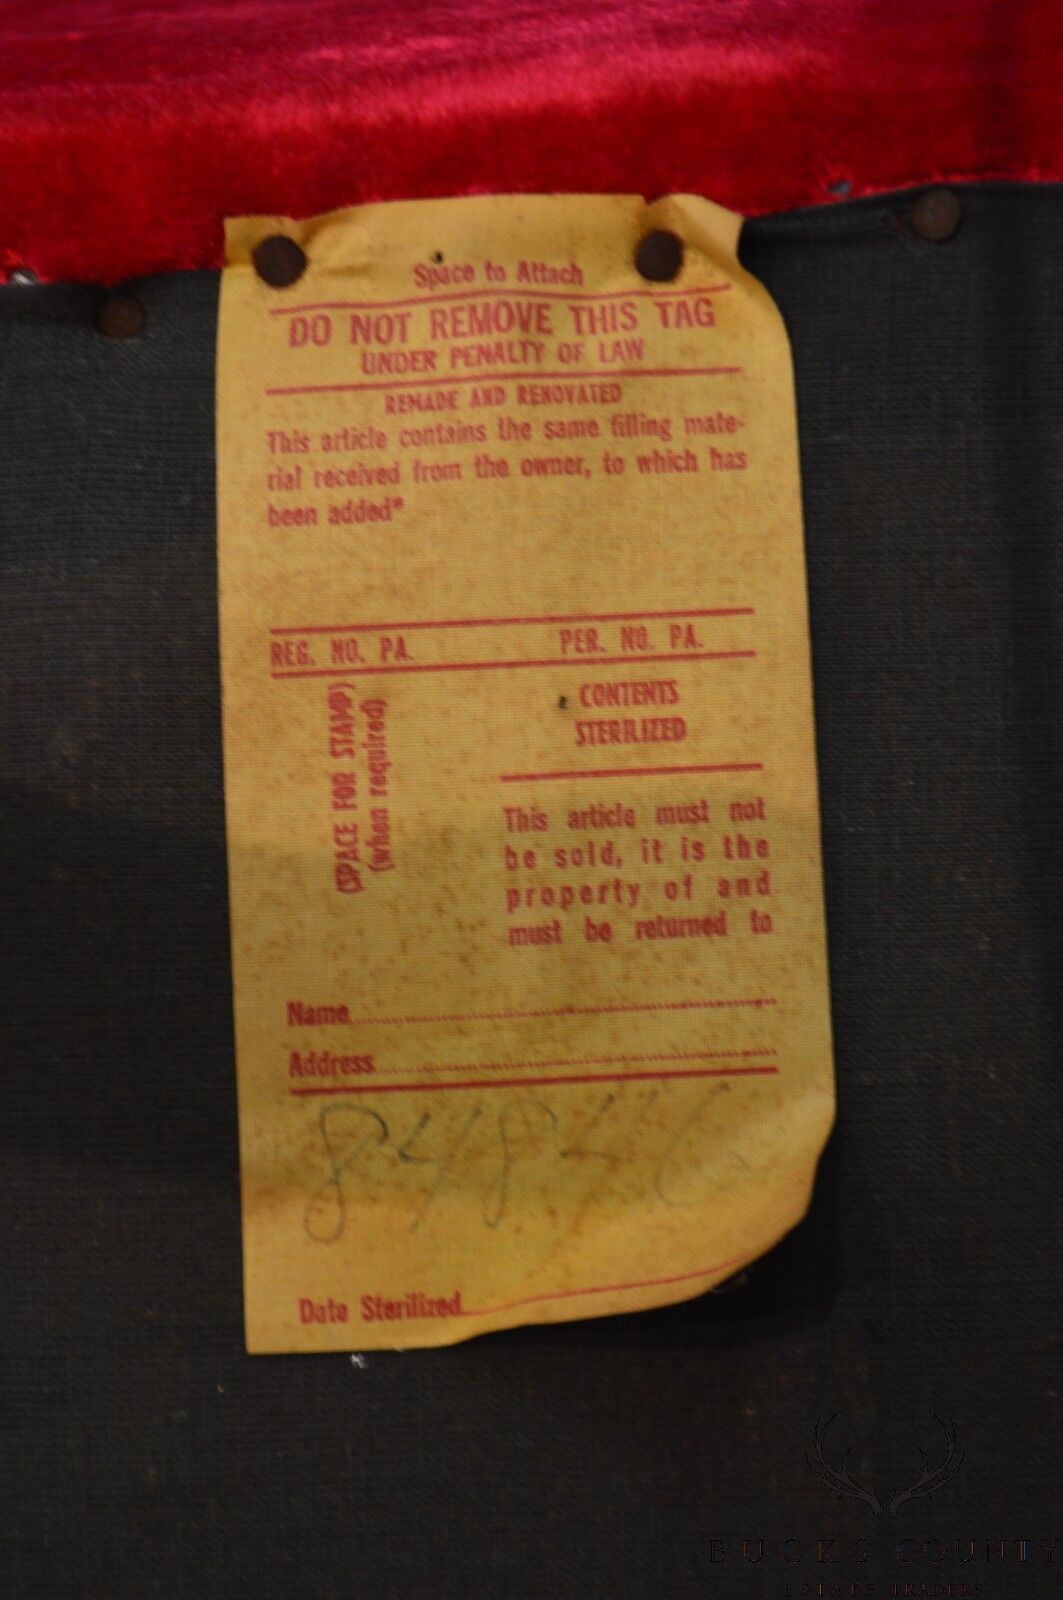 Space to Attach
DO NOT REMOVE THIS TAG
UNDER PENALTY OF LAW
REMADE AND RENOVATED
This article contains the same filling mate-
rial received from the owner, to which has
been added*
REG. NO. PA.
PER. NO. PA.
(SPACE FOR STAMP)
(when required)
CONTENTS
STERILIZED
This article must not
be sold, it is the
property of and
must be returned to
Name
Address
84846
Date Sterilized
BUCKS COUNTY
ESTATE TRADERS